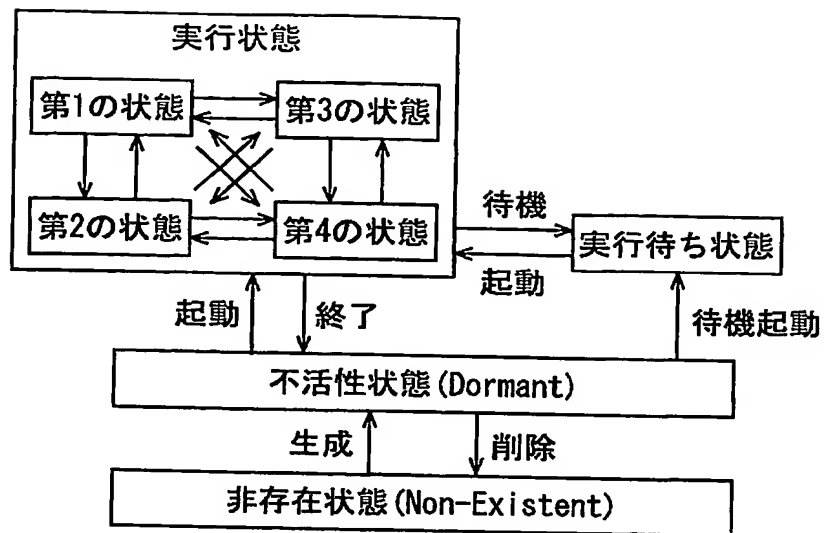 実行状態
第1の状態
第3の状態
第2の状態
第4の状態
待機
起動
実行待ち状態
起動
終了
待機起動
不活性状態(Dormant)
生成
削除
非存在状態(Non-Existent)